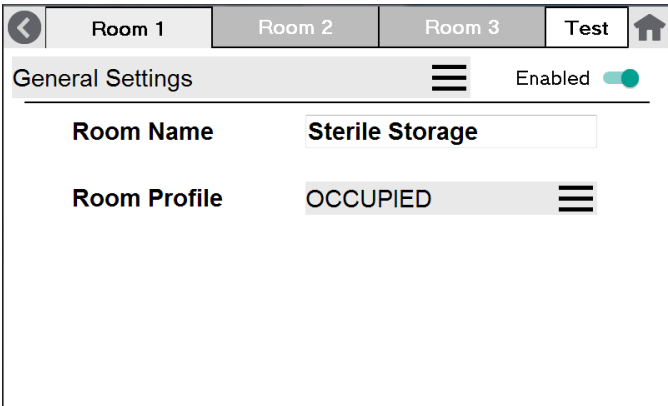 Room 1 Room 2 Room 3 Test
General Settings Enabled
Room Name Sterile Storage
Room Profile OCCUPIED